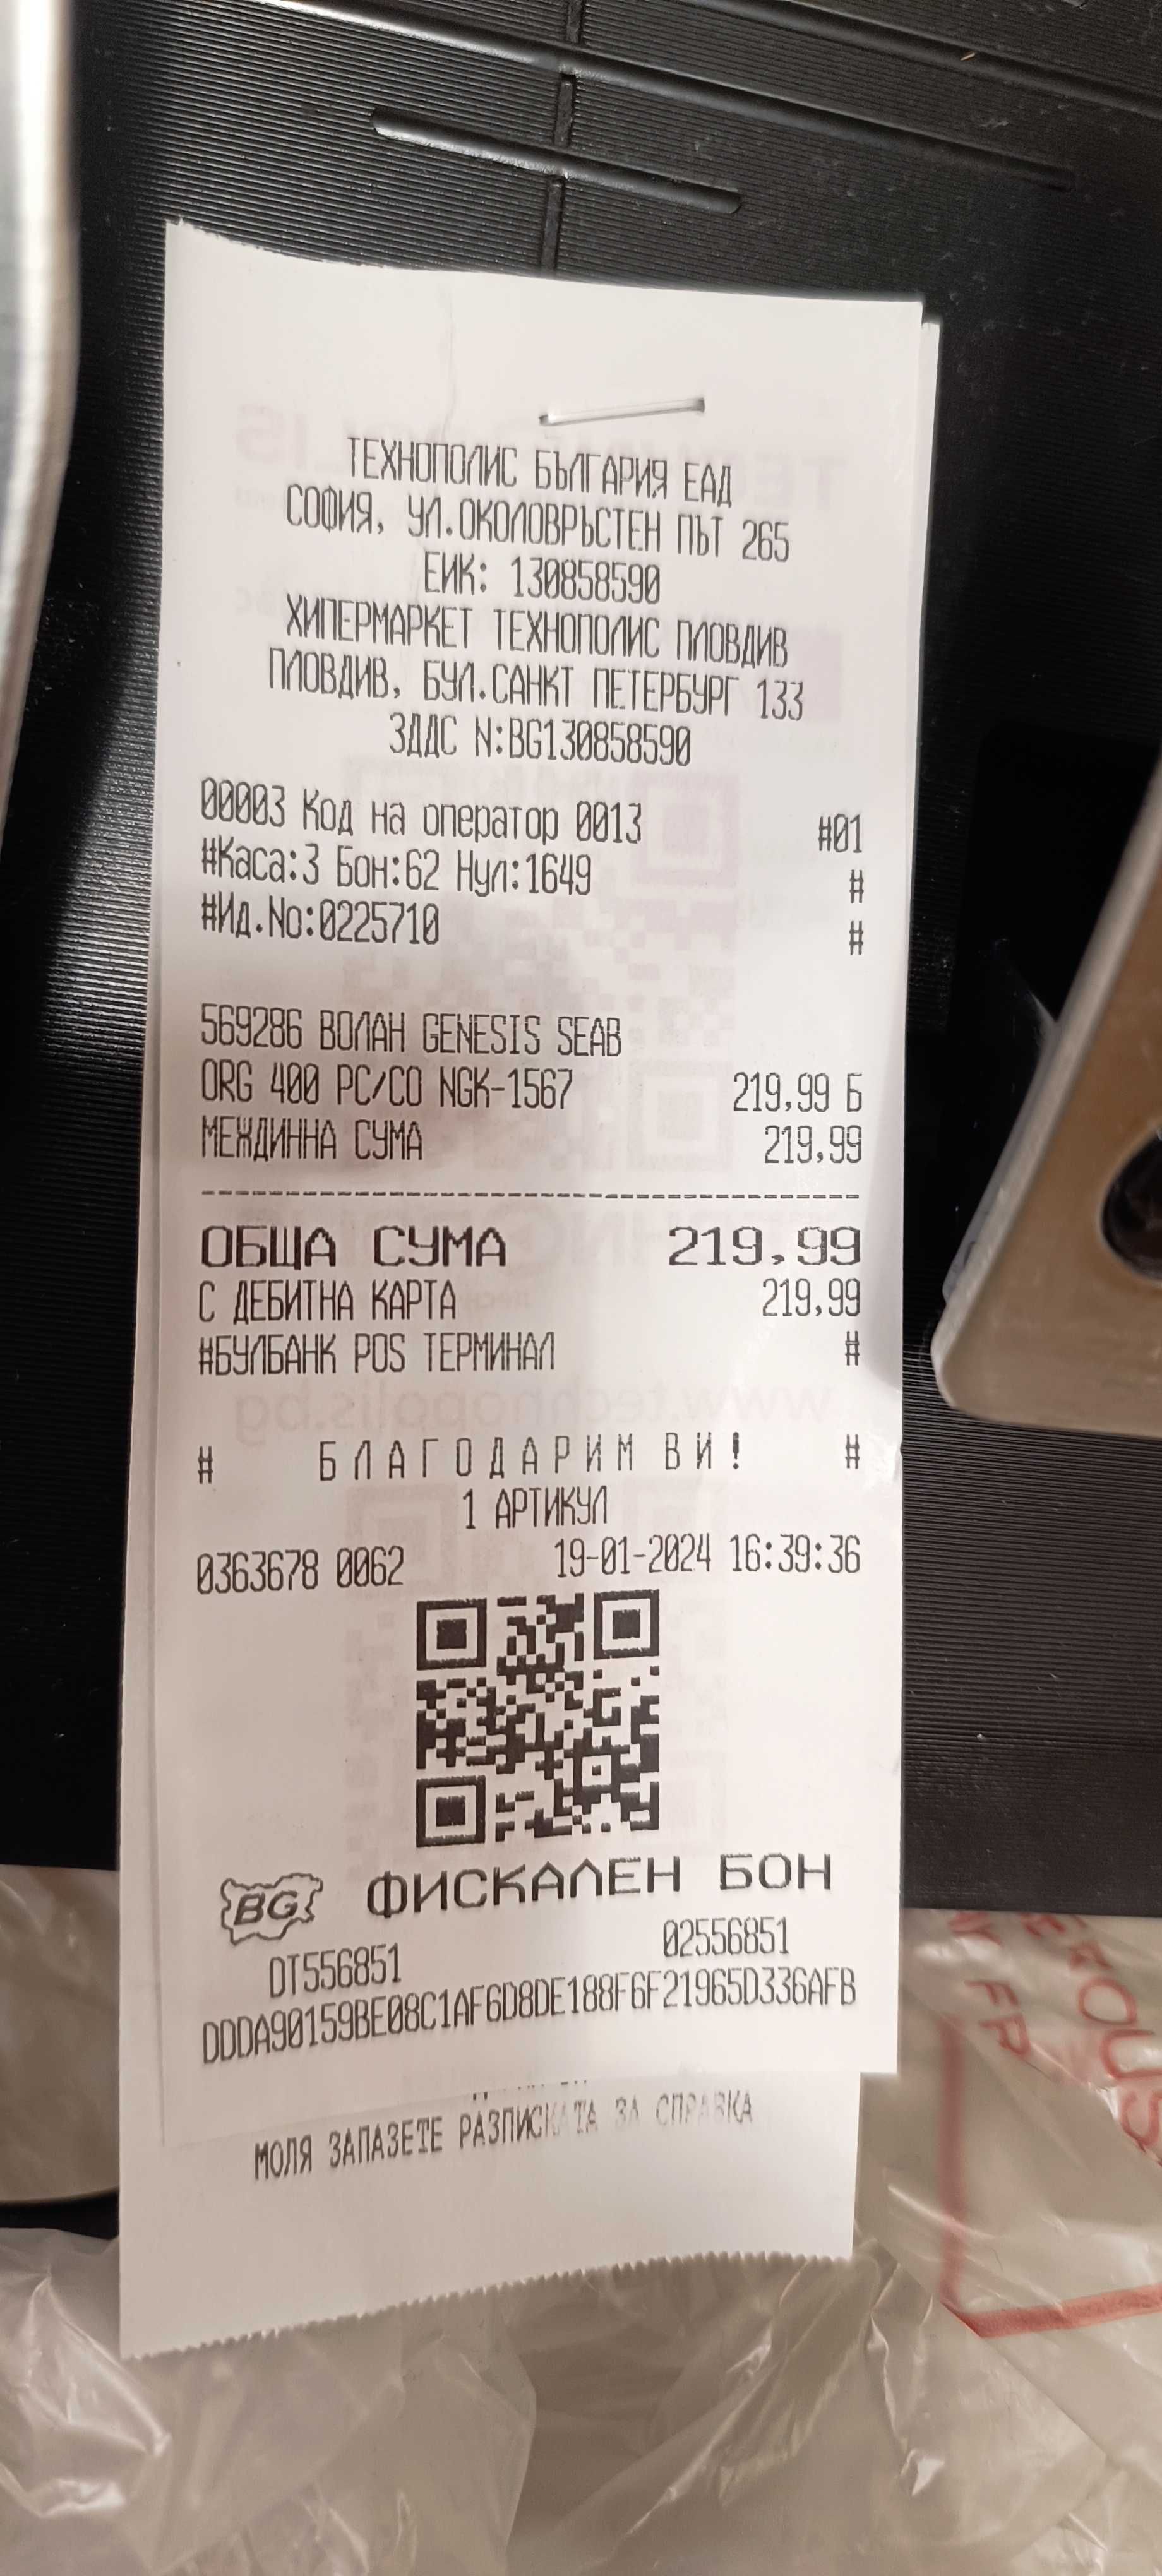 ТЕХНОПОЛИС БЪЛГАРИЯ ЕАД
СОФИЯ, УЛ.ОКОЛОВРЪСТЕН ПЪТ 265
ЕИК: 130858590
ХИПЕРМАРКЕТ ТЕХНОПОЛИС ПЛОВДИВ
ПЛОВДИВ, БУЛ.САНКТ ПЕТЕРБУРГ 133
ЗДДС N:BG130858590
00003 Код на оператор 0013 #01
#Каса:3 Бон:62 Нул:1649 #
#Ид.No:0225710 #
569286 ВОЛАН GENESIS SEAB
ORG 400 PC/CO NGK-1567 219,99 Б
МЕЖДИННА СУМА 219,99
ОБЩА СУМА 219,99
С ДЕБИТНА КАРТА 219,99
#БУЛБАНК POS ТЕРМИНАЛ #
# БЛАГОДАРИМ ВИ! #
1 АРТИКУЛ
0363678 0062 19-01-2024 16:39:36
BG ФИСКАЛЕН БОН
DT556851 02556851
DDDA90159BE08C1AF6D8DE188F6F21965D336AFB
МОЛЯ ЗАПАЗЕТЕ РАЗПИСКАТА ЗА СПРАВКА
www.technopolis.bg